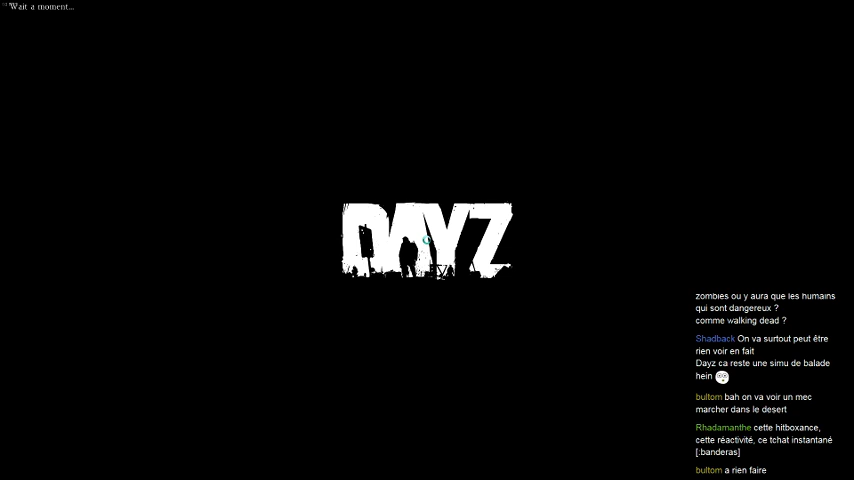 Wait a moment...
DAYZ
zombies ou y aura que les humains
qui sont dangereux ?
comme walking dead ?
Shadback On va surtout peut être
rien voir en fait
Dayz ca reste une simu de balade
hein
bultom bah on va voir un mec
marcher dans le desert
Rhadamanthe cette hitboxance,
cette réactivité, ce tchat instantané
[:banderas]
bultom a rien faire